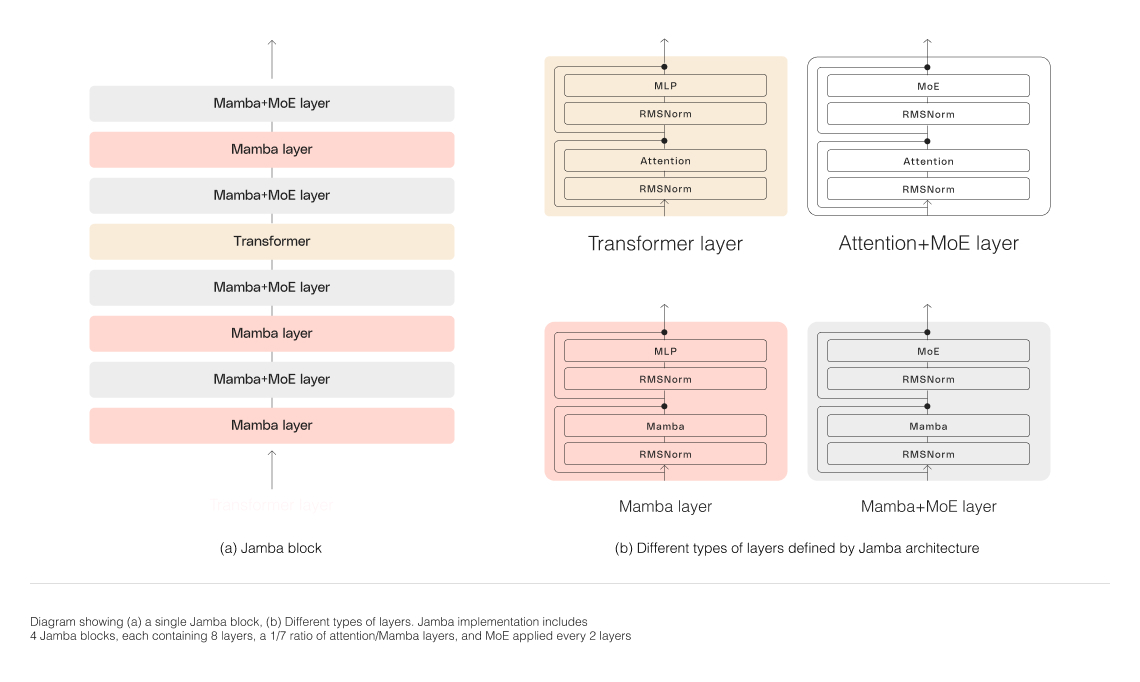 Mamba+MoE layer
Mamba layer
Mamba+MoE layer
Transformer
Mamba+MoE layer
Mamba layer
Mamba+MoE layer
Mamba layer
Transformer layer
(a) Jamba block
MLP
RMSNorm
Attention
RMSNorm
Transformer layer
MoE
RMSNorm
Attention
RMSNorm
Attention+MoE layer
MLP
RMSNorm
Mamba
RMSNorm
Mamba layer
MoE
RMSNorm
Mamba
RMSNorm
Mamba+MoE layer
(b) Different types of layers defined by Jamba architecture
Diagram showing (a) a single Jamba block, (b) Different types of layers. Jamba implementation includes
4 Jamba blocks, each containing 8 layers, a 1/7 ratio of attention/Mamba layers, and MoE applied every 2 layers